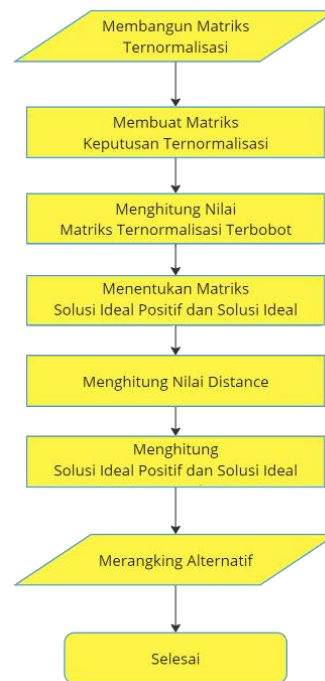 Membangun Matriks
Ternormalisasi
Membuat Matriks
Keputusan Ternormalisasi
Menghitung Nilai
Matriks Ternormalisasi Terbobot
Menentukan Matriks
Solusi Ideal Positif dan Solusi Ideal
Menghitung Nilai Distance
Menghitung
Solusi Ideal Positif dan Solusi Ideal
Merangking Alternatif
Selesai